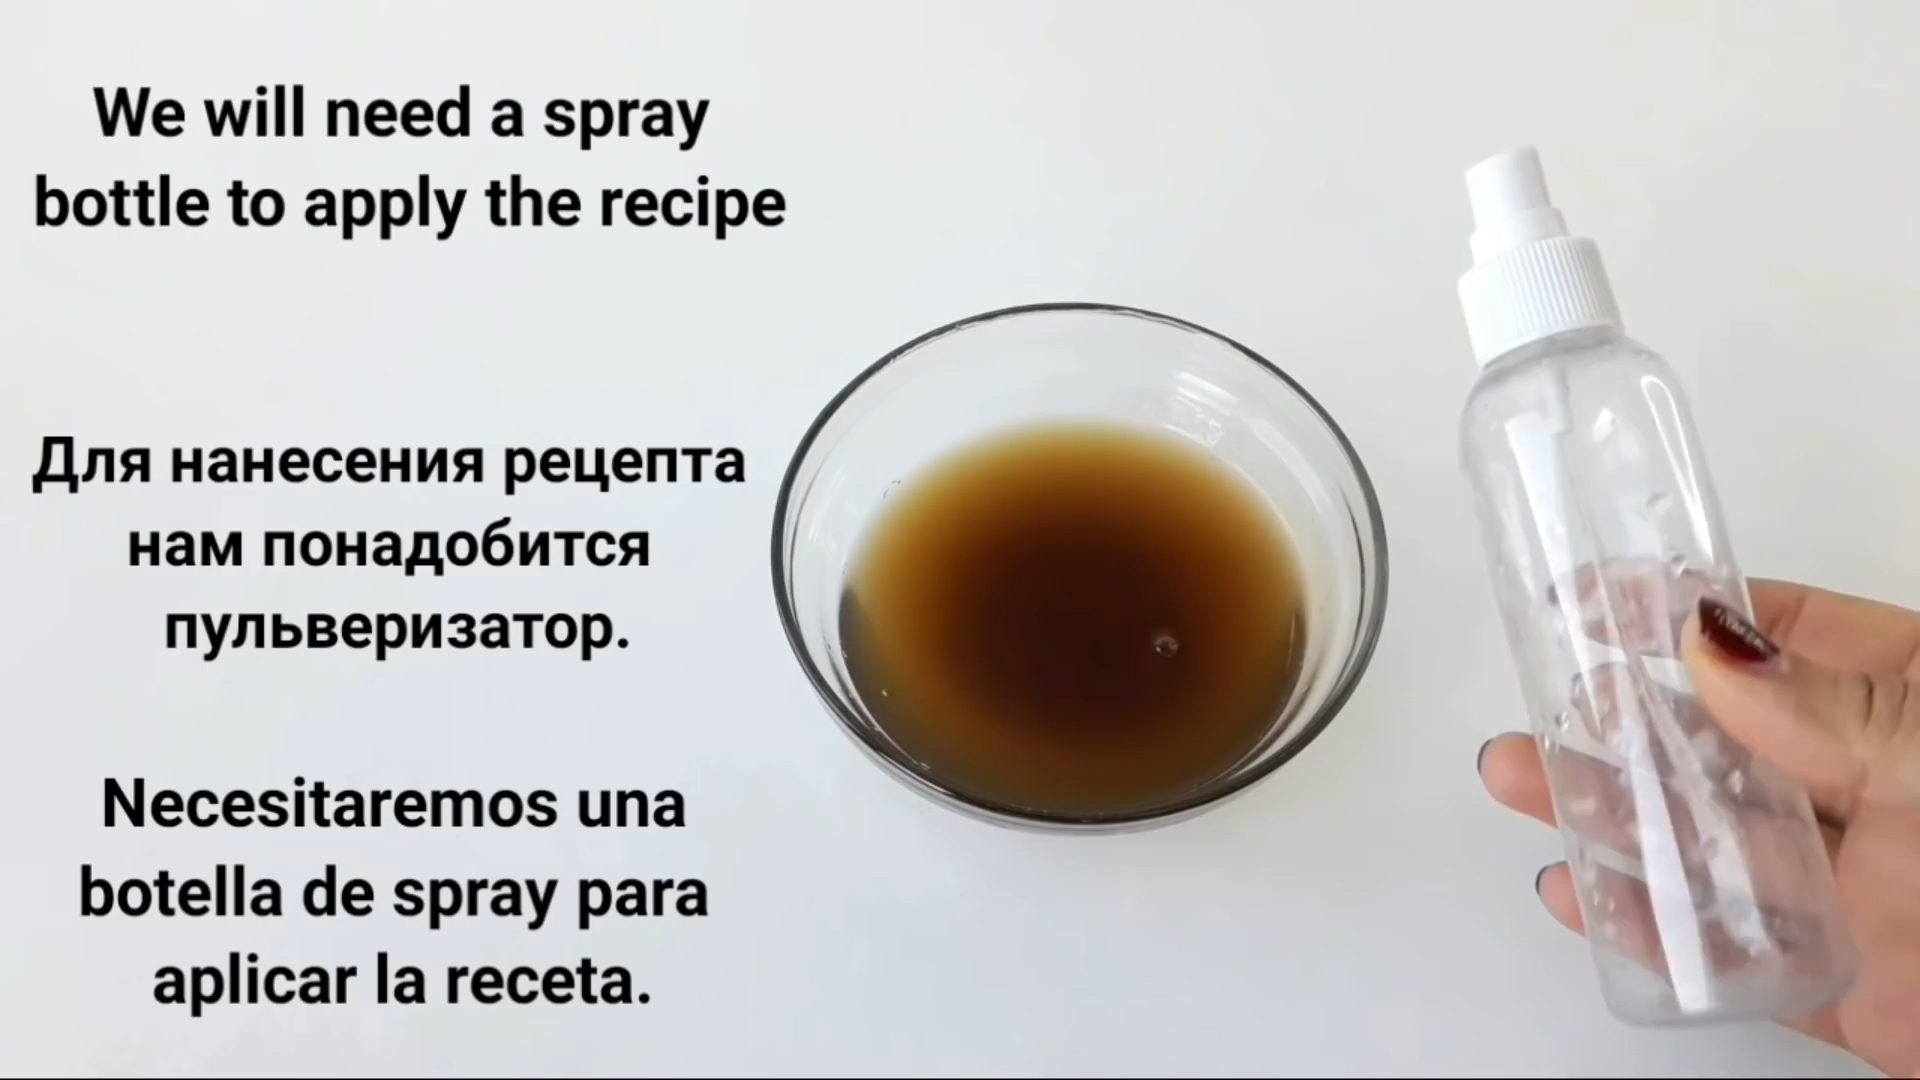 We will need a spray
bottle to apply the recipe
Для нанесения рецепта
нам понадобится
пульверизатор.
Necesitaremos una
botella de spray para
aplicar la receta.